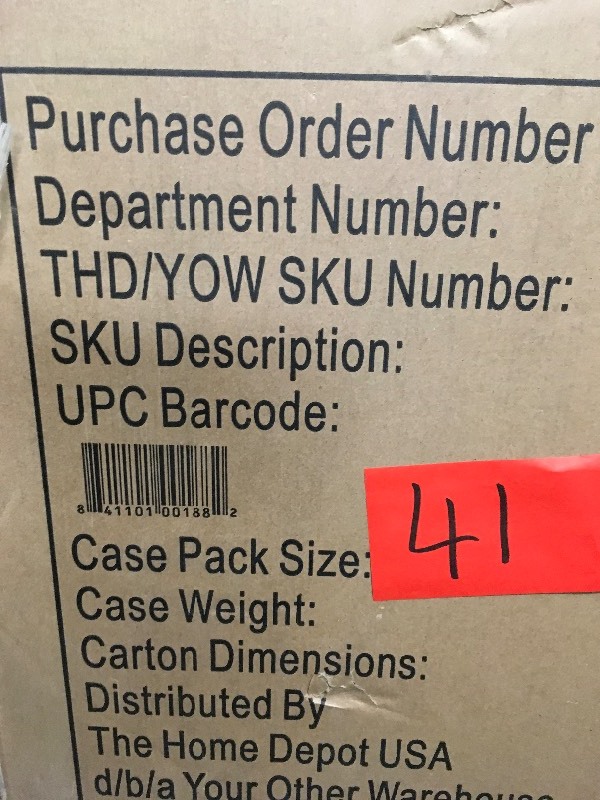 Purchase Order Number
Department Number:
THD/YOW SKU Number:
SKU Description:
UPC Barcode:
8 41101 00188 2
41
Case Pack Size:
Case Weight:
Carton Dimensions:
Distributed By
The Home Depot USA
d/b/a Your Other Warehouse